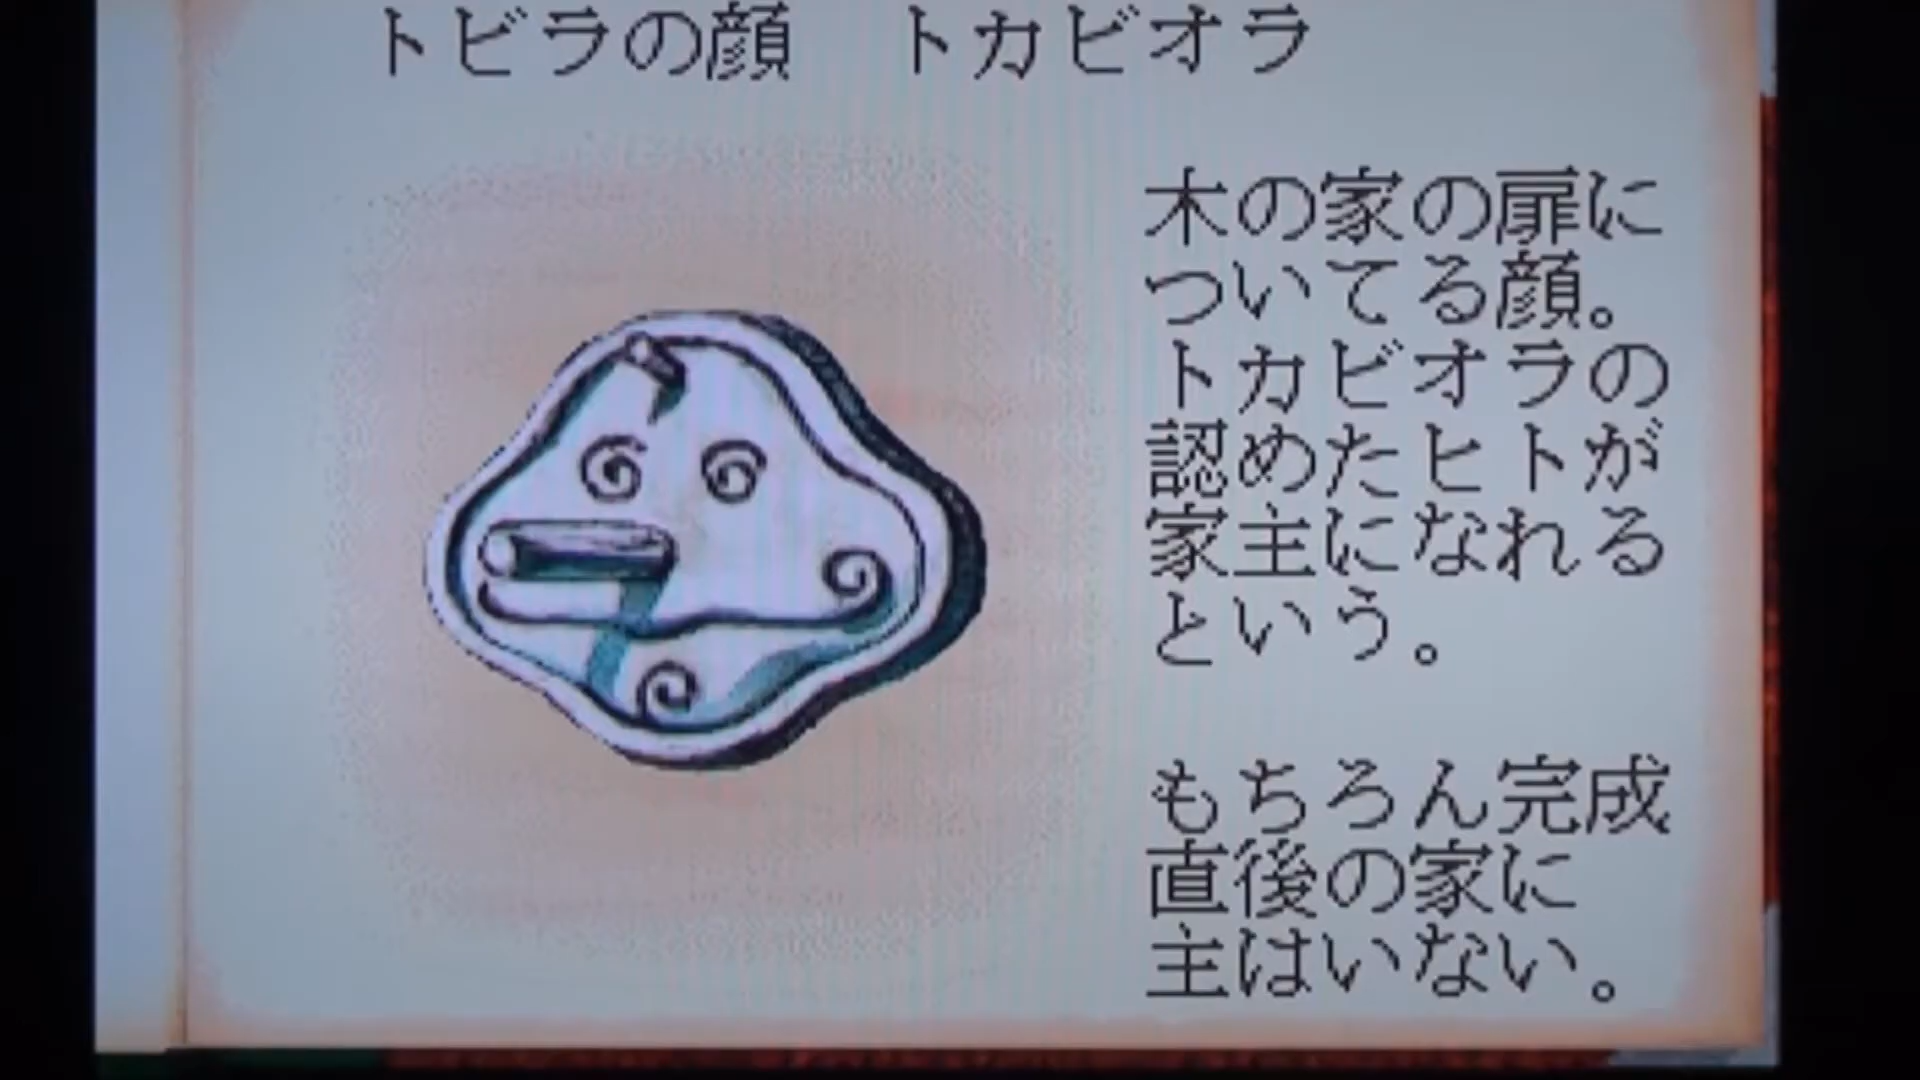 トビラの顔　トカビオラ
木の家の扉に
ついてる顔。
トカビオラの
認めたヒトが
家主になれる
という。
もちろん完成
直後の家に
主はいない。